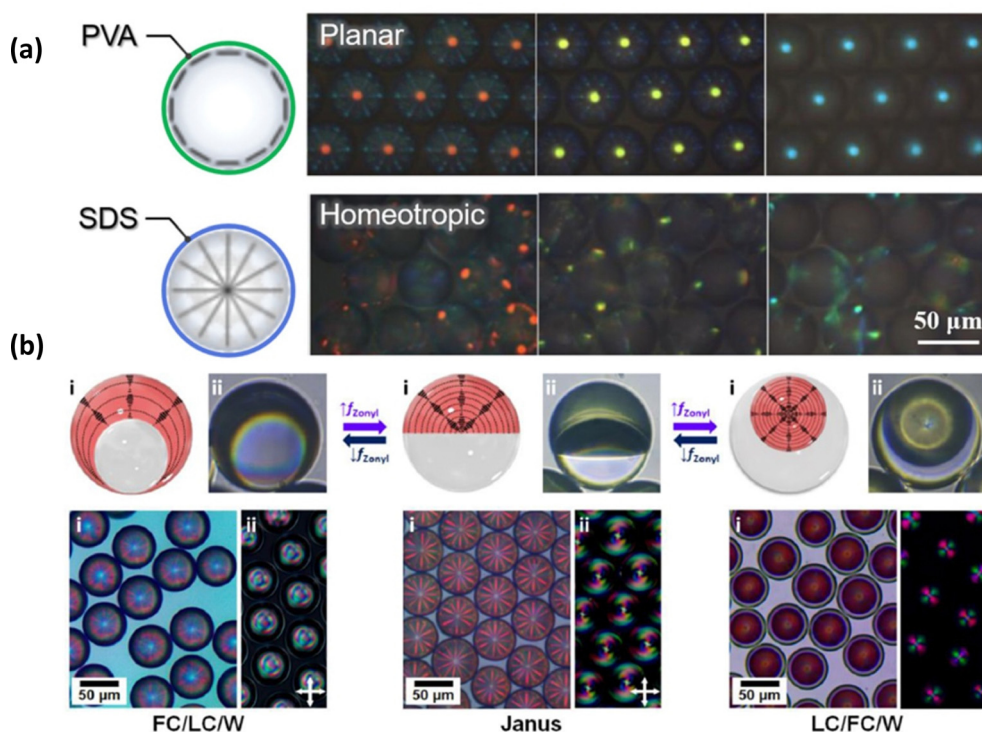 (a)
PVA
Planar
SDS
Homeotropic
50 µm
(b)
i
ii
↑fZonyl
↓fZonyl
i
ii
↑fZonyl
↓fZonyl
i
ii
i
ii
50 µm
FC/LC/W
i
ii
50 µm
Janus
i
ii
50 µm
LC/FC/W